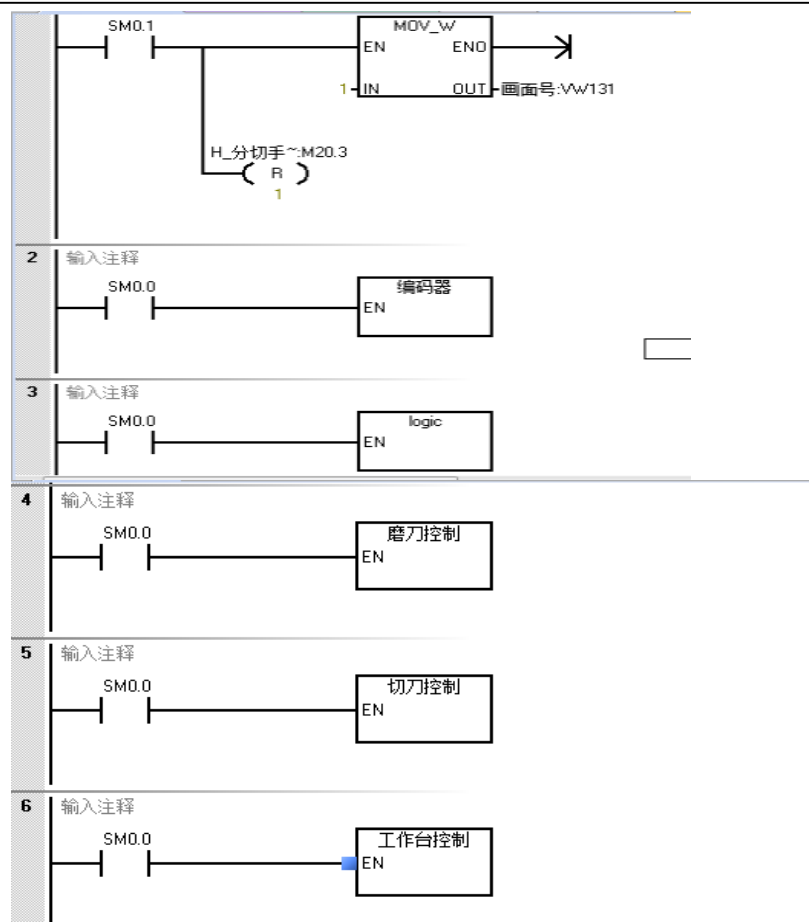 SM0.1
MOV_W
EN ENO
1 IN OUT 画面号:VW131
H_分切手~:M20.3
R
1
2 输入注释
SM0.0
编码器
EN
3 输入注释
SM0.0
logic
EN
4 输入注释
SM0.0
磨刀控制
EN
5 输入注释
SM0.0
切刀控制
EN
6 输入注释
SM0.0
工作台控制
EN